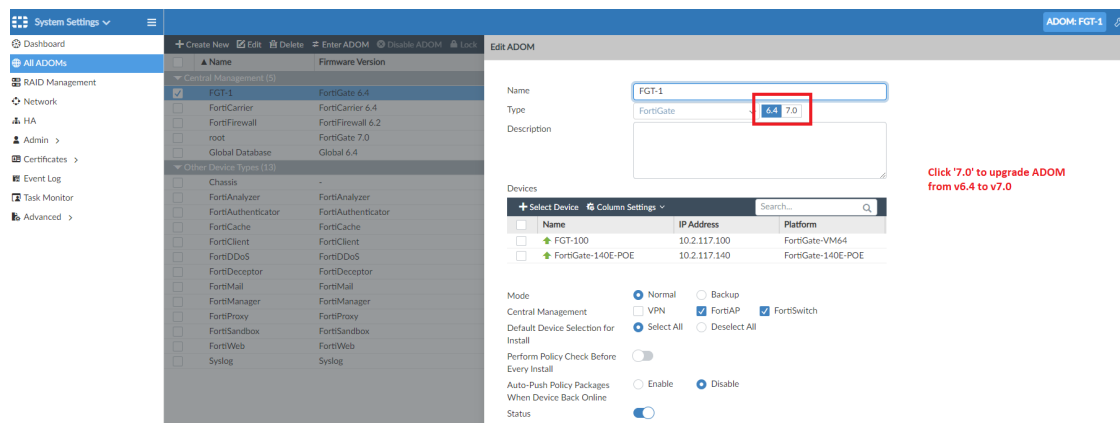 System Settings
ADOM: FGT-1
Dashboard
All ADOMs
RAID Management
Network
HA
Admin
Certificates
Event Log
Task Monitor
Advanced
Create New Edit Delete Enter ADOM Disable ADOM Lock
Name Firmware Version
Central Management (5)
FGT-1 FortiGate 6.4
FortiCarrier FortiCarrier 6.4
FortiFirewall FortiFirewall 6.2
root FortiGate 7.0
Global Database Global 6.4
Other Device Types (13)
Chassis -
FortiAnalyzer FortiAnalyzer
FortiAuthenticator FortiAuthenticator
FortiCache FortiCache
FortiClient FortiClient
FortiDDoS FortiDDoS
FortiDeceptor FortiDeceptor
FortiMail FortiMail
FortiManager FortiManager
FortiProxy FortiProxy
FortiSandbox FortiSandbox
FortiWeb FortiWeb
Syslog Syslog
Edit ADOM
Name FGT-1
Type FortiGate 6.4 7.0
Description
Devices
Select Device Column Settings Search...
Name IP Address Platform
FGT-100 10.2.117.100 FortiGate-VM64
FortiGate-140E-POE 10.2.117.140 FortiGate-140E-POE
Mode Normal Backup
Central Management VPN FortiAP FortiSwitch
Default Device Selection for Select All Deselect All
Install
Perform Policy Check Before
Every Install
Auto-Push Policy Packages Enable Disable
When Device Back Online
Status
Click '7.0' to upgrade ADOM
from v6.4 to v7.0